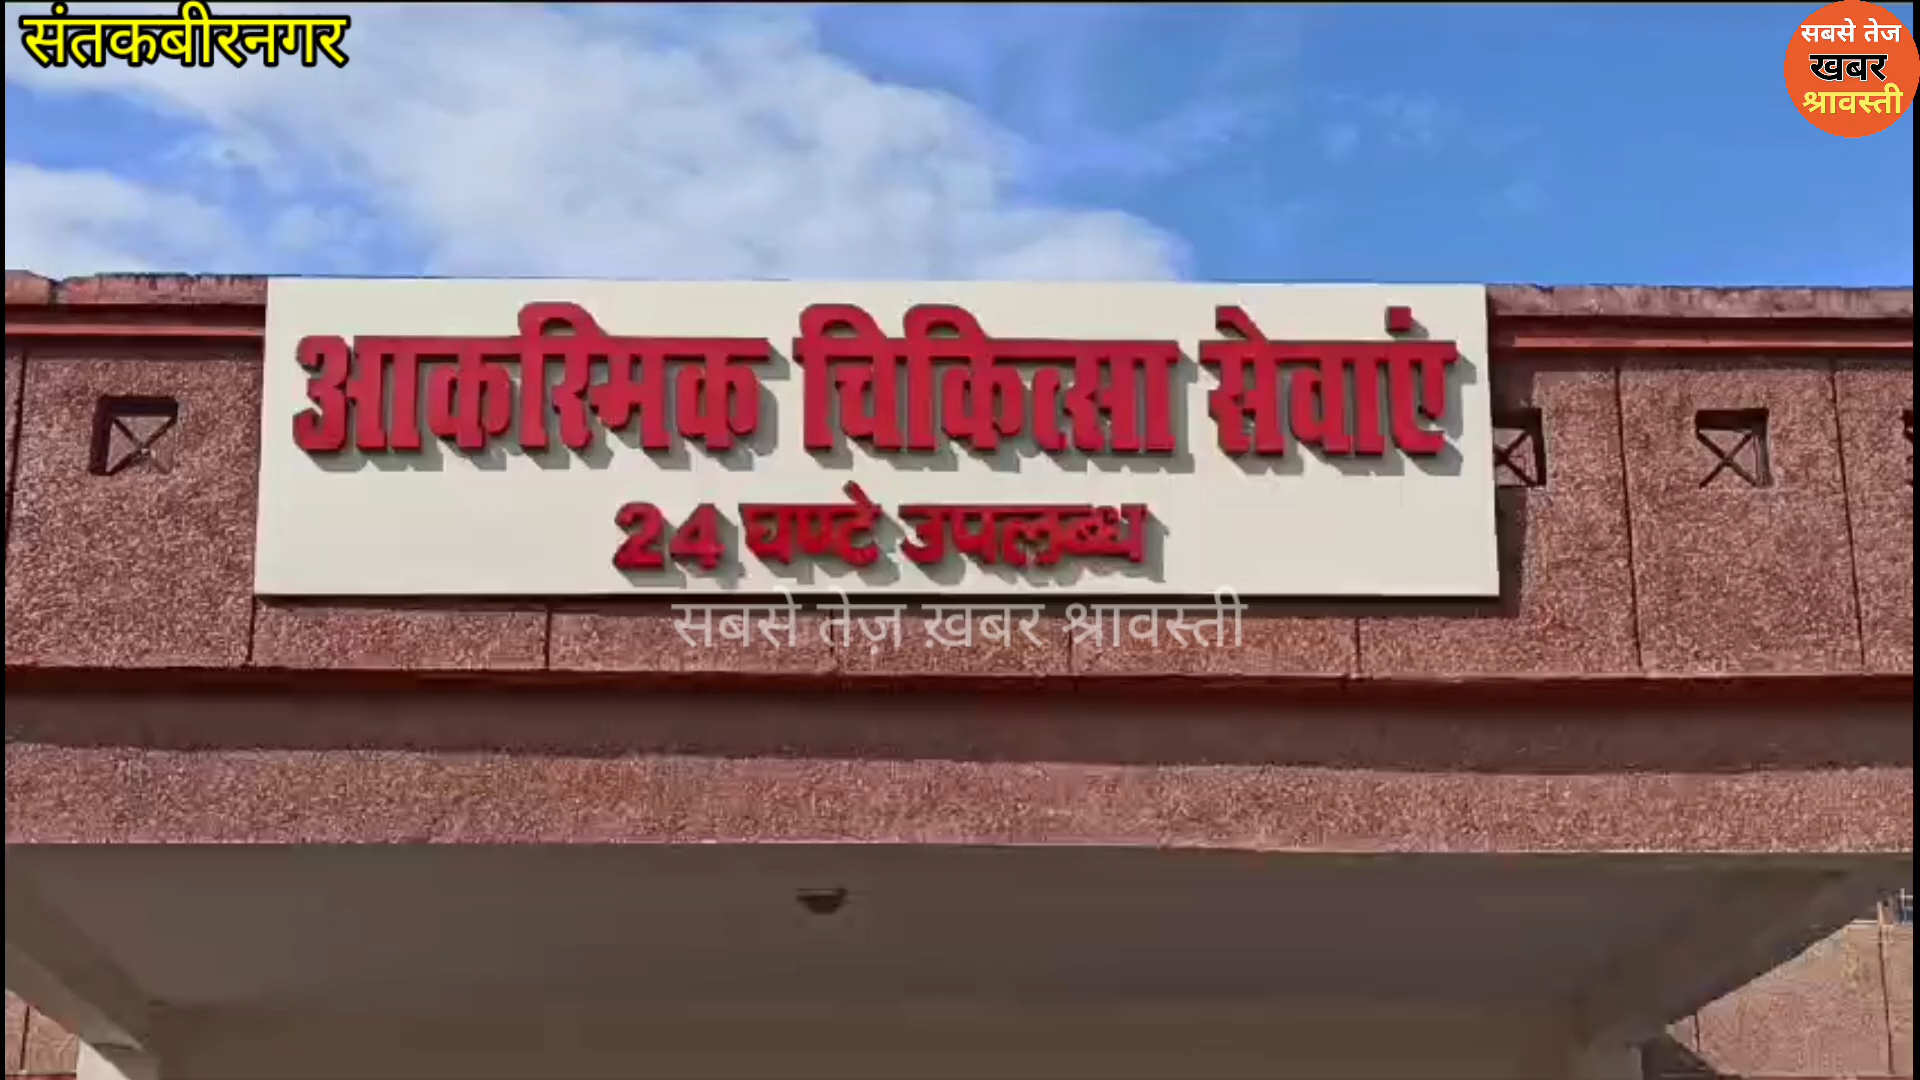 संतकबीरनगर
सबसे तेज
खबर
श्रावस्ती
आकस्मिक चिकित्सा सेवाएं
24 घण्टे उपलब्ध
सबसे तेज़ ख़बर श्रावस्ती